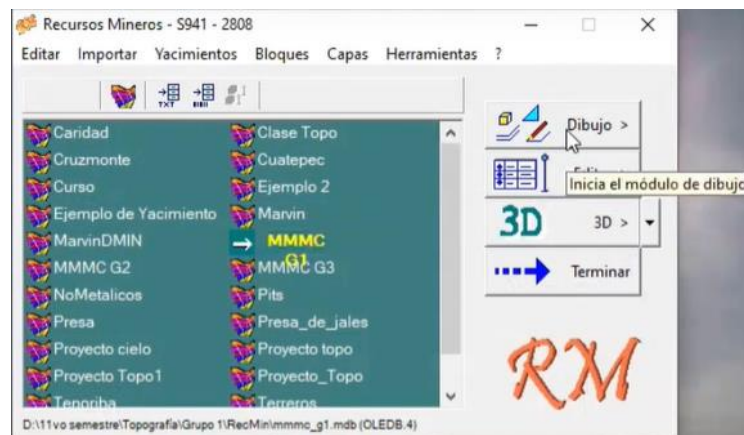 Recursos Mineros - S941 - 2808
Editar Importar Yacimientos Bloques Capas Herramientas ?
TXT
Caridad Clase Topo
Cruzmonte Cuatepec
Curso Ejemplo 2
Ejemplo de Yacimiento Marvin
MarvinDMIN MMMC G1
MMMC G2 MMMC G3
NoMetalicos Pits
Presa Presa_de_jales
Proyecto cielo Proyecto topo
Proyecto Topo1 Proyecto_Topo
Tenoriba Terreros
Dibujo >
Inicia el módulo de dibujo
3D 3D >
Terminar
RM
D:\11vo semestre\Topografía\Grupo 1\RecMin\mmmc_g1.mdb (OLEDB.4)